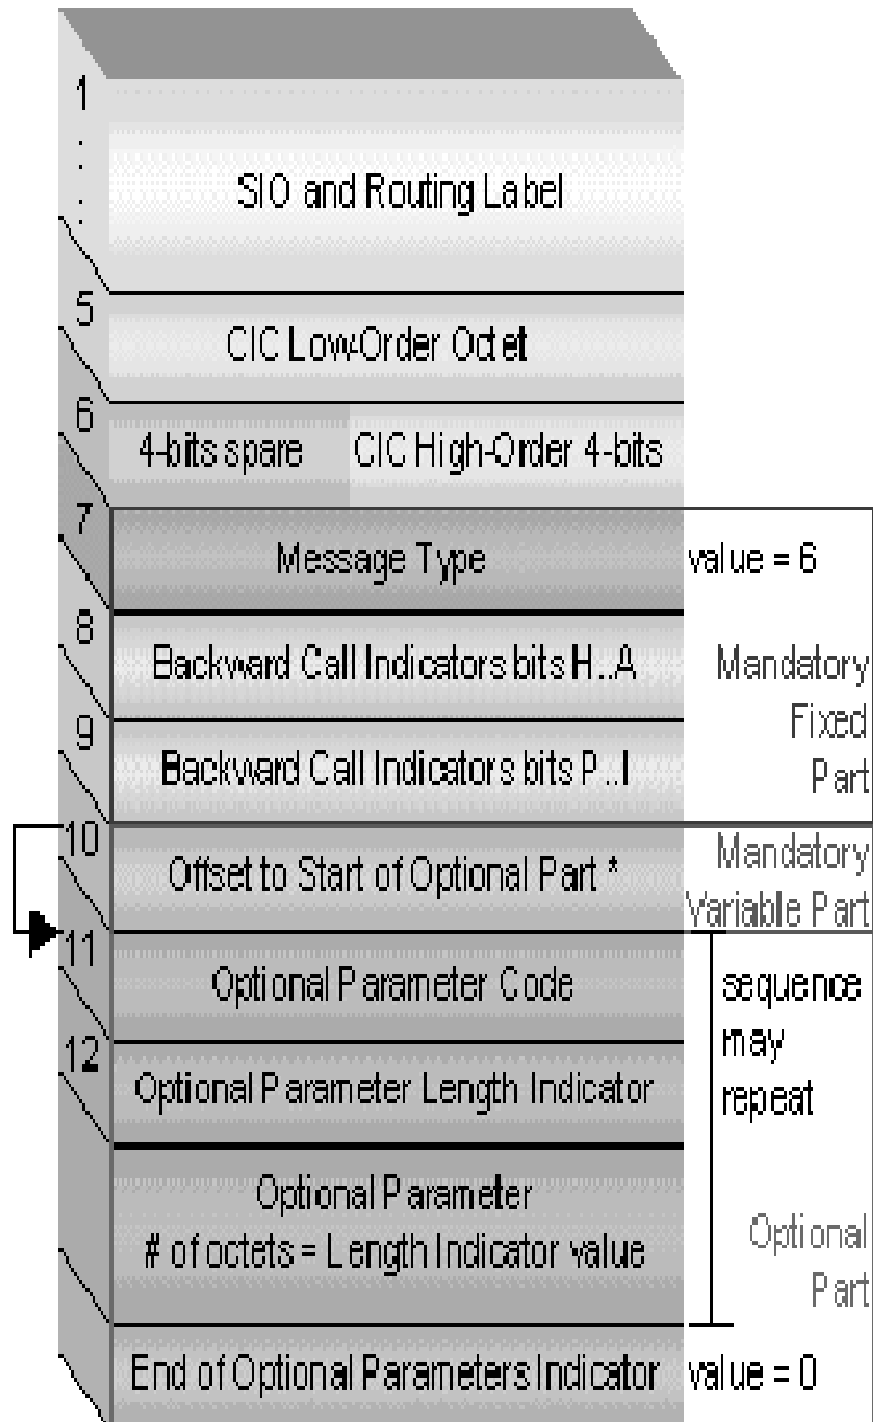 1
.
.
.
.
SIO and Routing Label
5
CIC Low-Order Octet
6
4-bits spare CIC High-Order 4-bits
7
Message Type value = 6
8
Backward Call Indicators bits H..A
Mandatory
Fixed
Part
9
Backward Call Indicators bits P..I
10
Offset to Start of Optional Part *
Mandatory
Variable Part
11
Optional Parameter Code
sequence
may
repeat
12
Optional Parameter Length Indicator
Optional Parameter
# of octets = Length Indicator value
Optional
Part
End of Optional Parameters Indicator value = 0